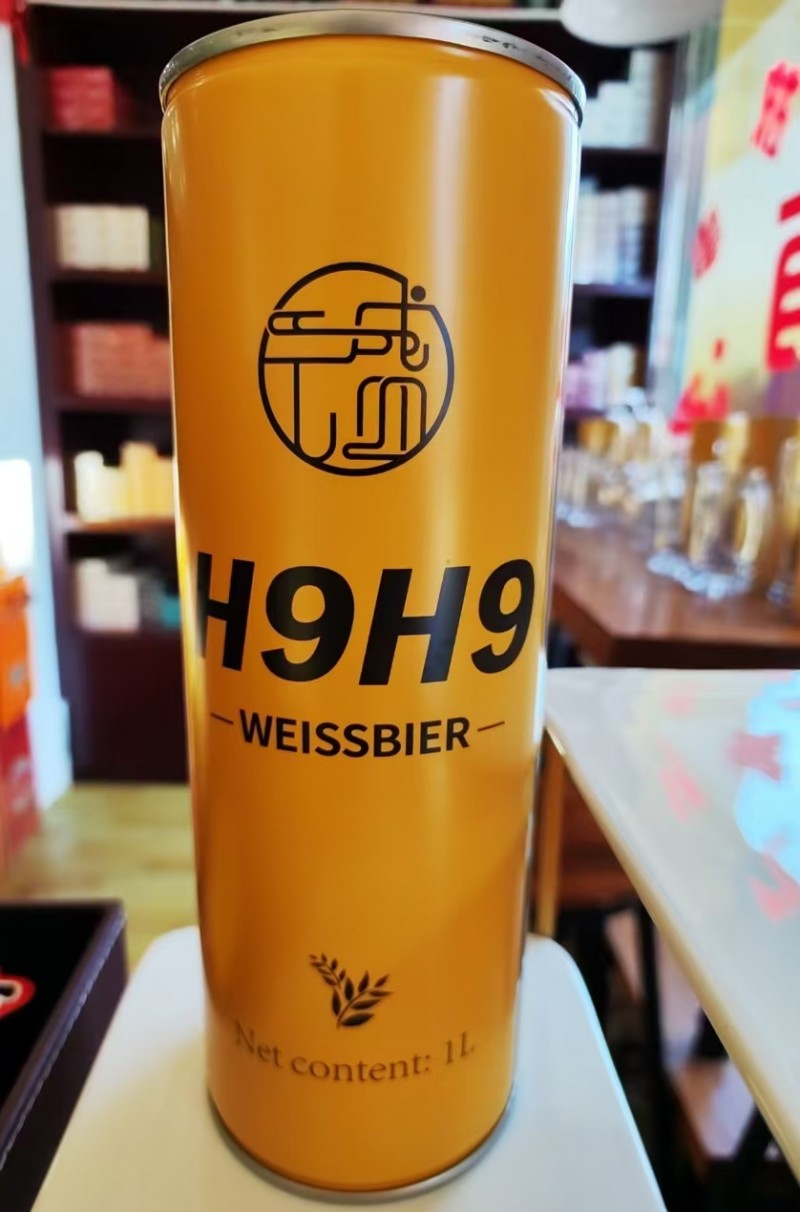 H9H9
WEISSBIER
Net content: 1L